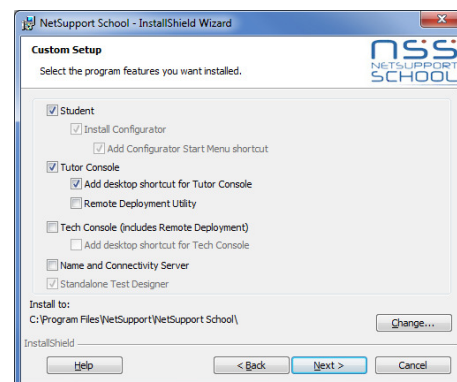 NetSupport School - InstallShield Wizard
Custom Setup
Select the program features you want installed.
nss
NETSUPPORT
SCHOOL
Student
Install Configurator
Add Configurator Start Menu shortcut
Tutor Console
Add desktop shortcut for Tutor Console
Remote Deployment Utility
Tech Console (includes Remote Deployment)
Add desktop shortcut for Tech Console
Name and Connectivity Server
Standalone Test Designer
Install to:
C:\Program Files\NetSupport\NetSupport School\
Change...
InstallShield
Help
< Back
Next >
Cancel